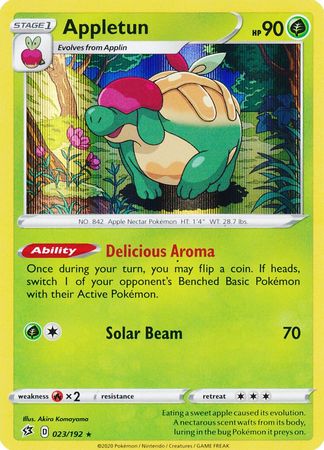 STAGE 1
Appletun
HP 90
Evolves from Applin
NO. 842 Apple Nectar Pokémon HT: 1'4" WT: 28.7 lbs.
Ability Delicious Aroma
Once during your turn, you may flip a coin. If heads,
switch 1 of your opponent's Benched Basic Pokémon
with their Active Pokémon.
Solar Beam 70
weakness ×2 resistance retreat
Illus. Akira Komayama
D 023/192 ★
Eating a sweet apple caused its evolution.
A nectarous scent wafts from its body,
luring in the bug Pokémon it preys on.
©2020 Pokémon / Nintendo / Creatures / GAME FREAK